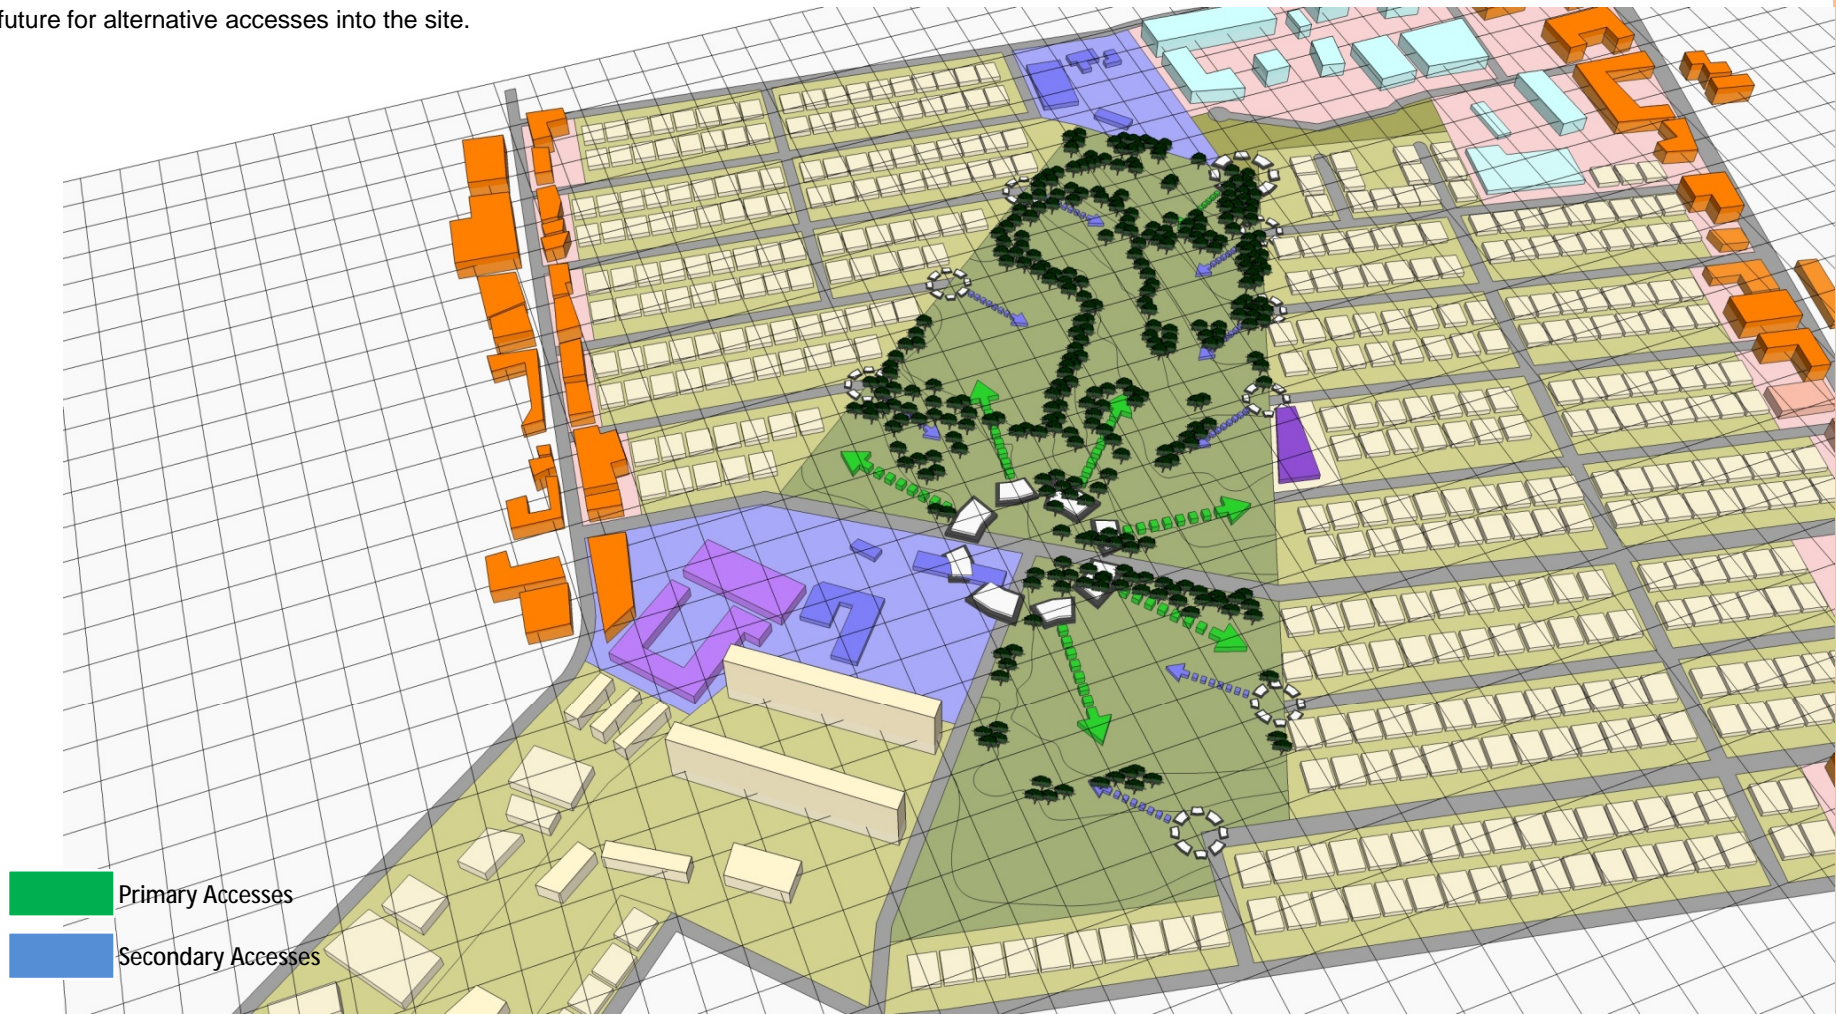 future for alternative accesses into the site.
Primary Accesses
Secondary Accesses